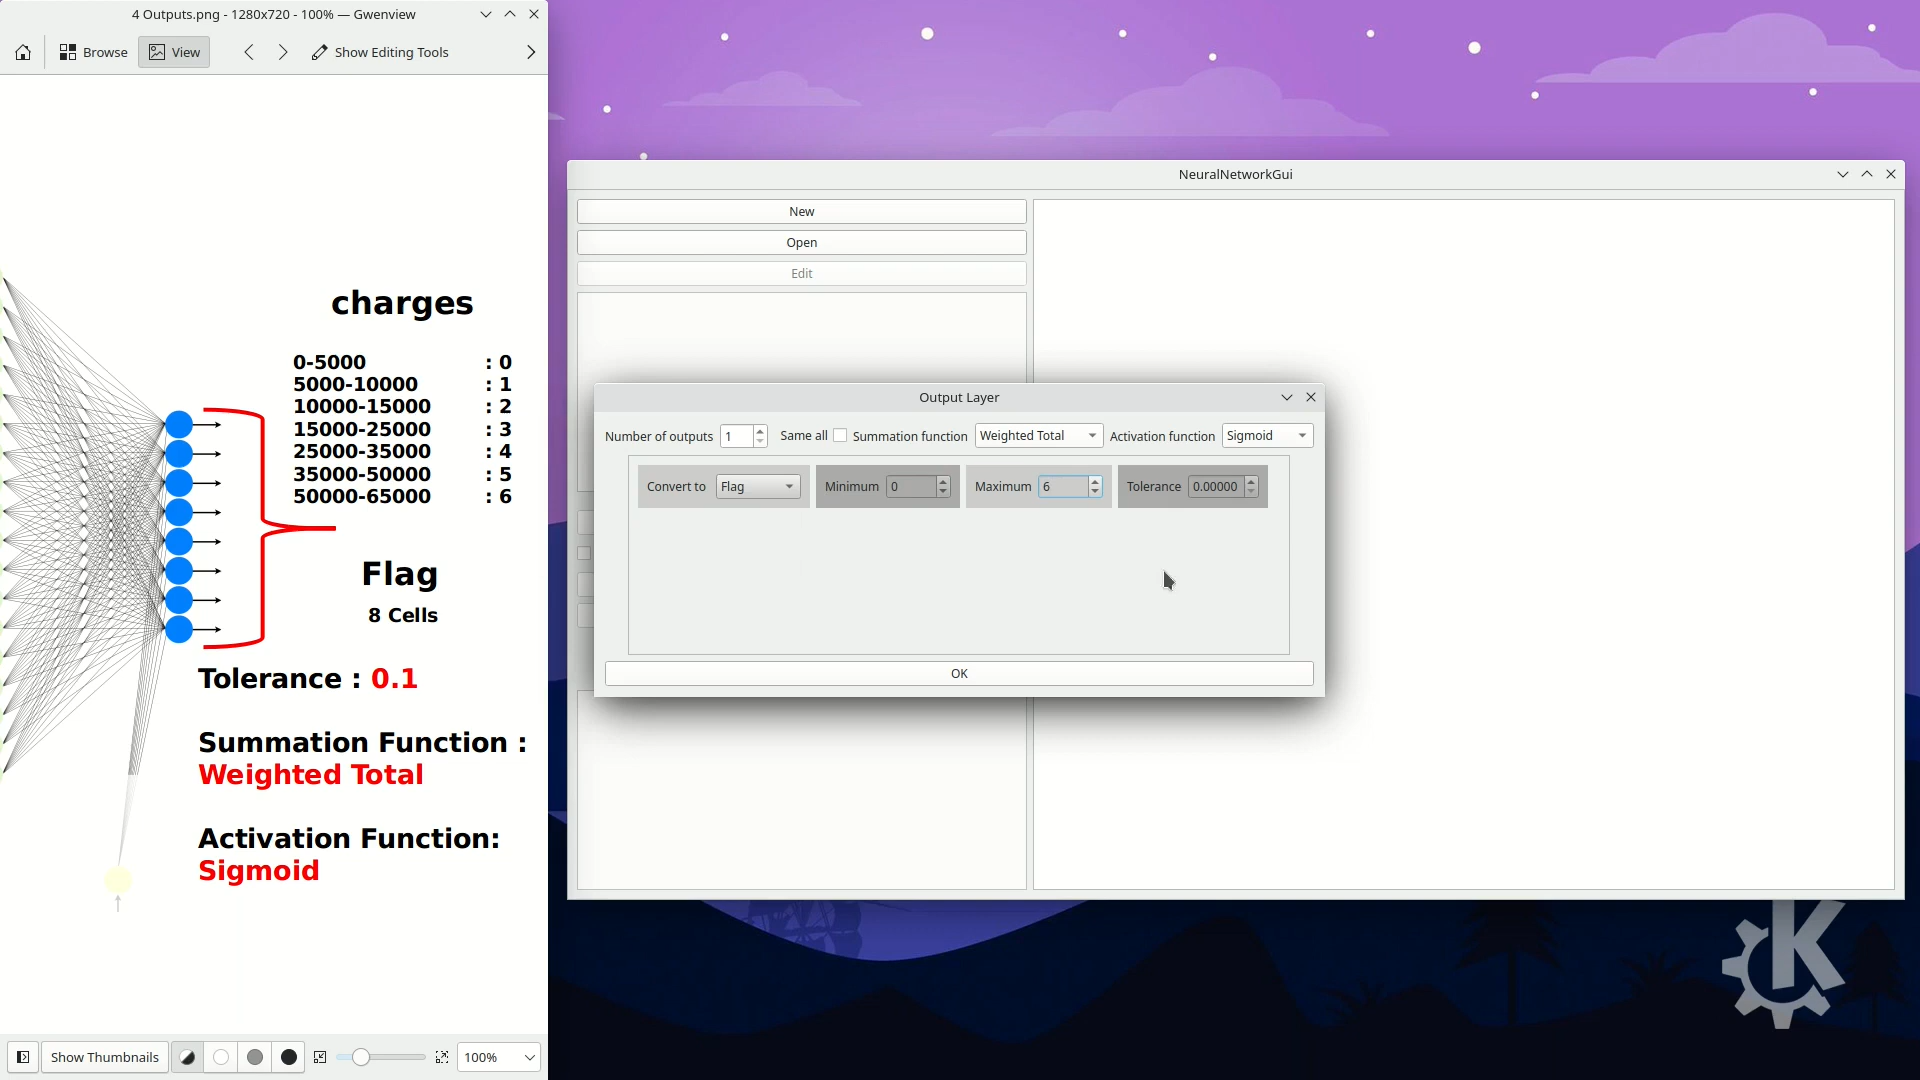 4 Outputs.png - 1280x720 - 100% — Gwenview
Browse
View
Show Editing Tools
charges
0-5000 : 0
5000-10000 : 1
10000-15000 : 2
15000-25000 : 3
25000-35000 : 4
35000-50000 : 5
50000-65000 : 6
Flag
8 Cells
Tolerance : 0.1
Summation Function :
Weighted Total
Activation Function:
Sigmoid
Show Thumbnails
100%
NeuralNetworkGui
New
Open
Edit
Output Layer
Number of outputs 1 Same all Summation function Weighted Total Activation function Sigmoid
Convert to Flag Minimum 0 Maximum 6 Tolerance 0.00000
OK
K